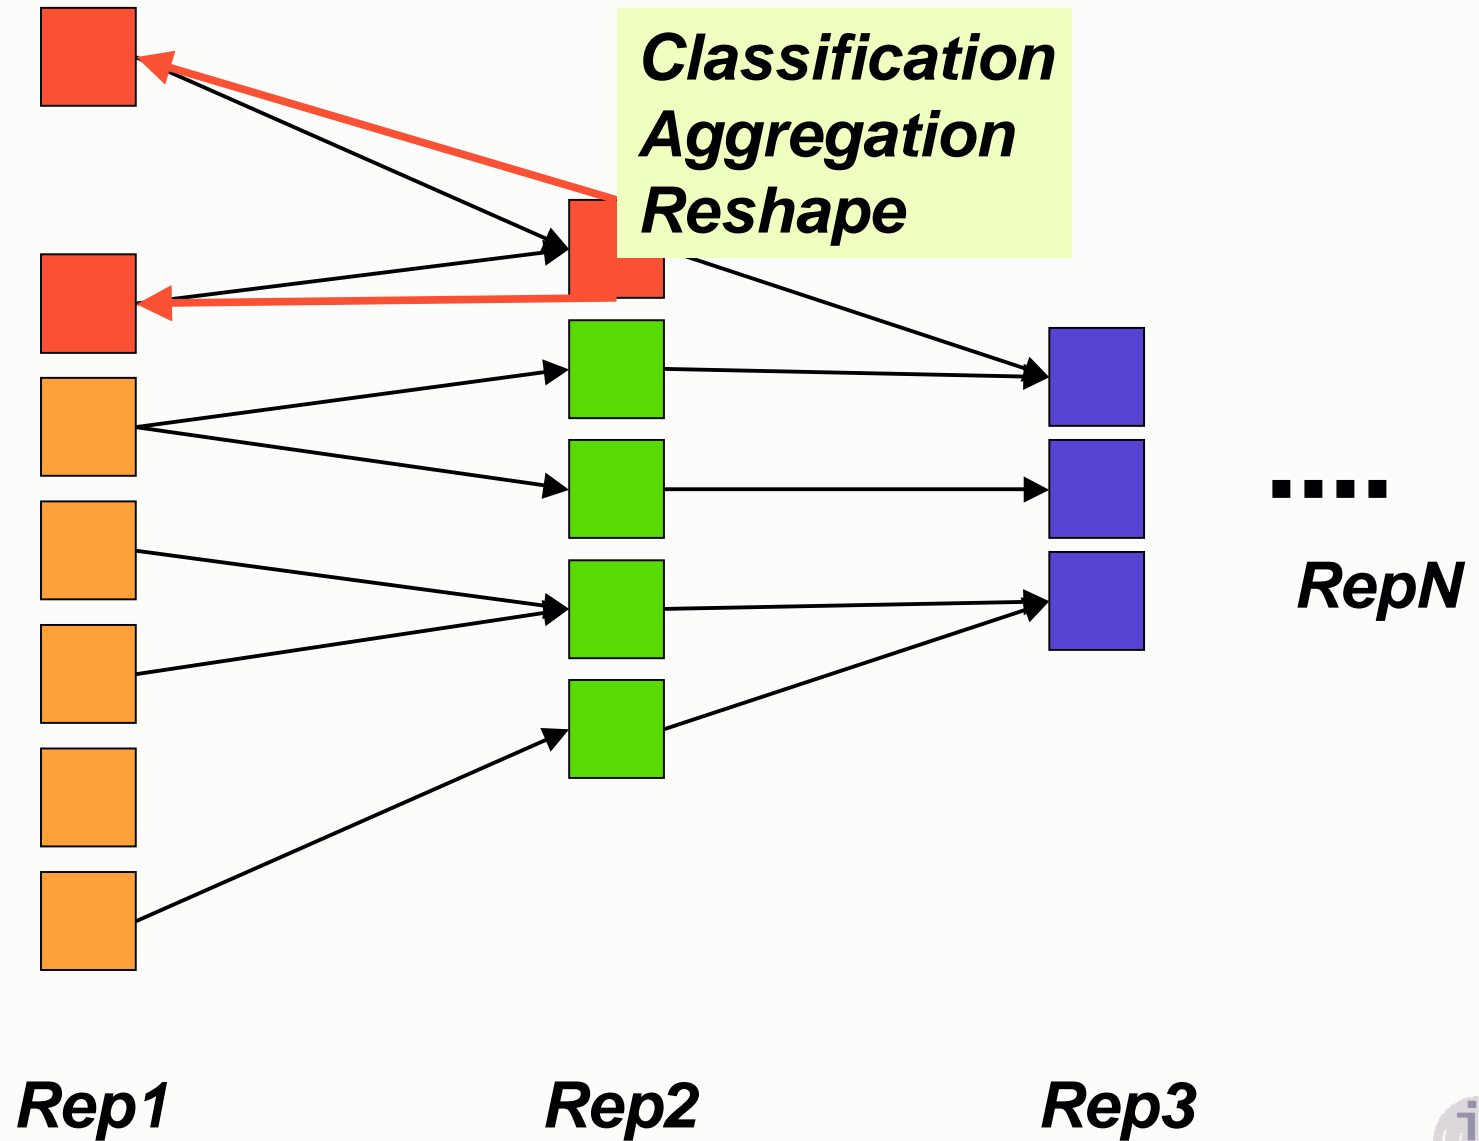 Classification
Aggregation
Reshape
....
RepN
Rep1 Rep2 Rep3